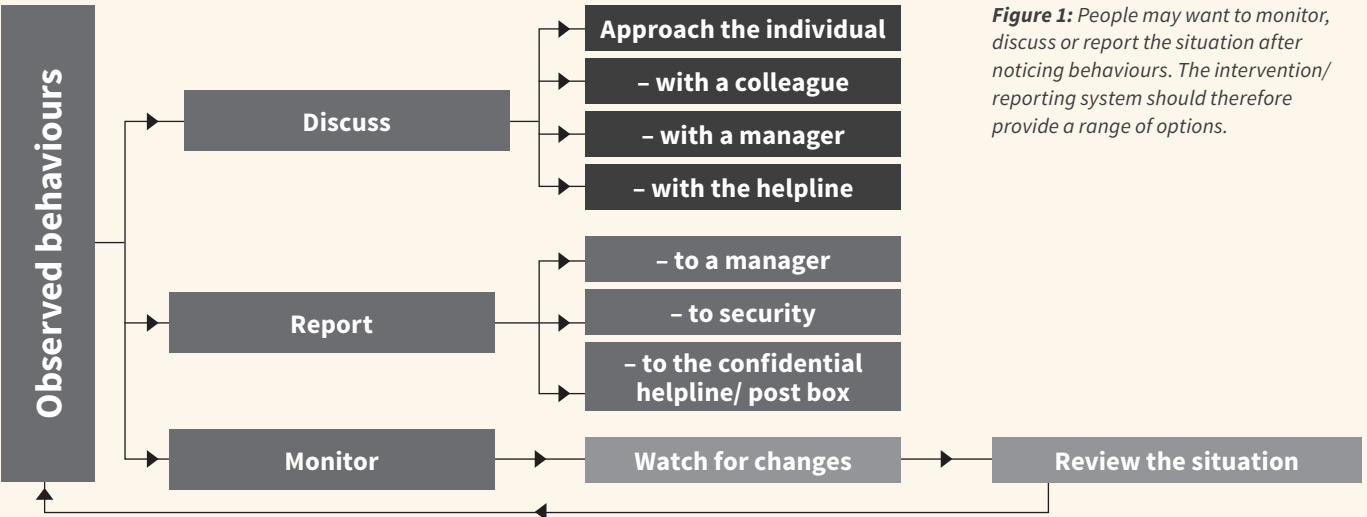 Observed behaviours
Discuss
Approach the individual
– with a colleague
– with a manager
– with the helpline
Report
– to a manager
– to security
– to the confidential
helpline/ post box
Monitor
Watch for changes
Review the situation
Figure 1: People may want to monitor,
discuss or report the situation after
noticing behaviours. The intervention/
reporting system should therefore
provide a range of options.